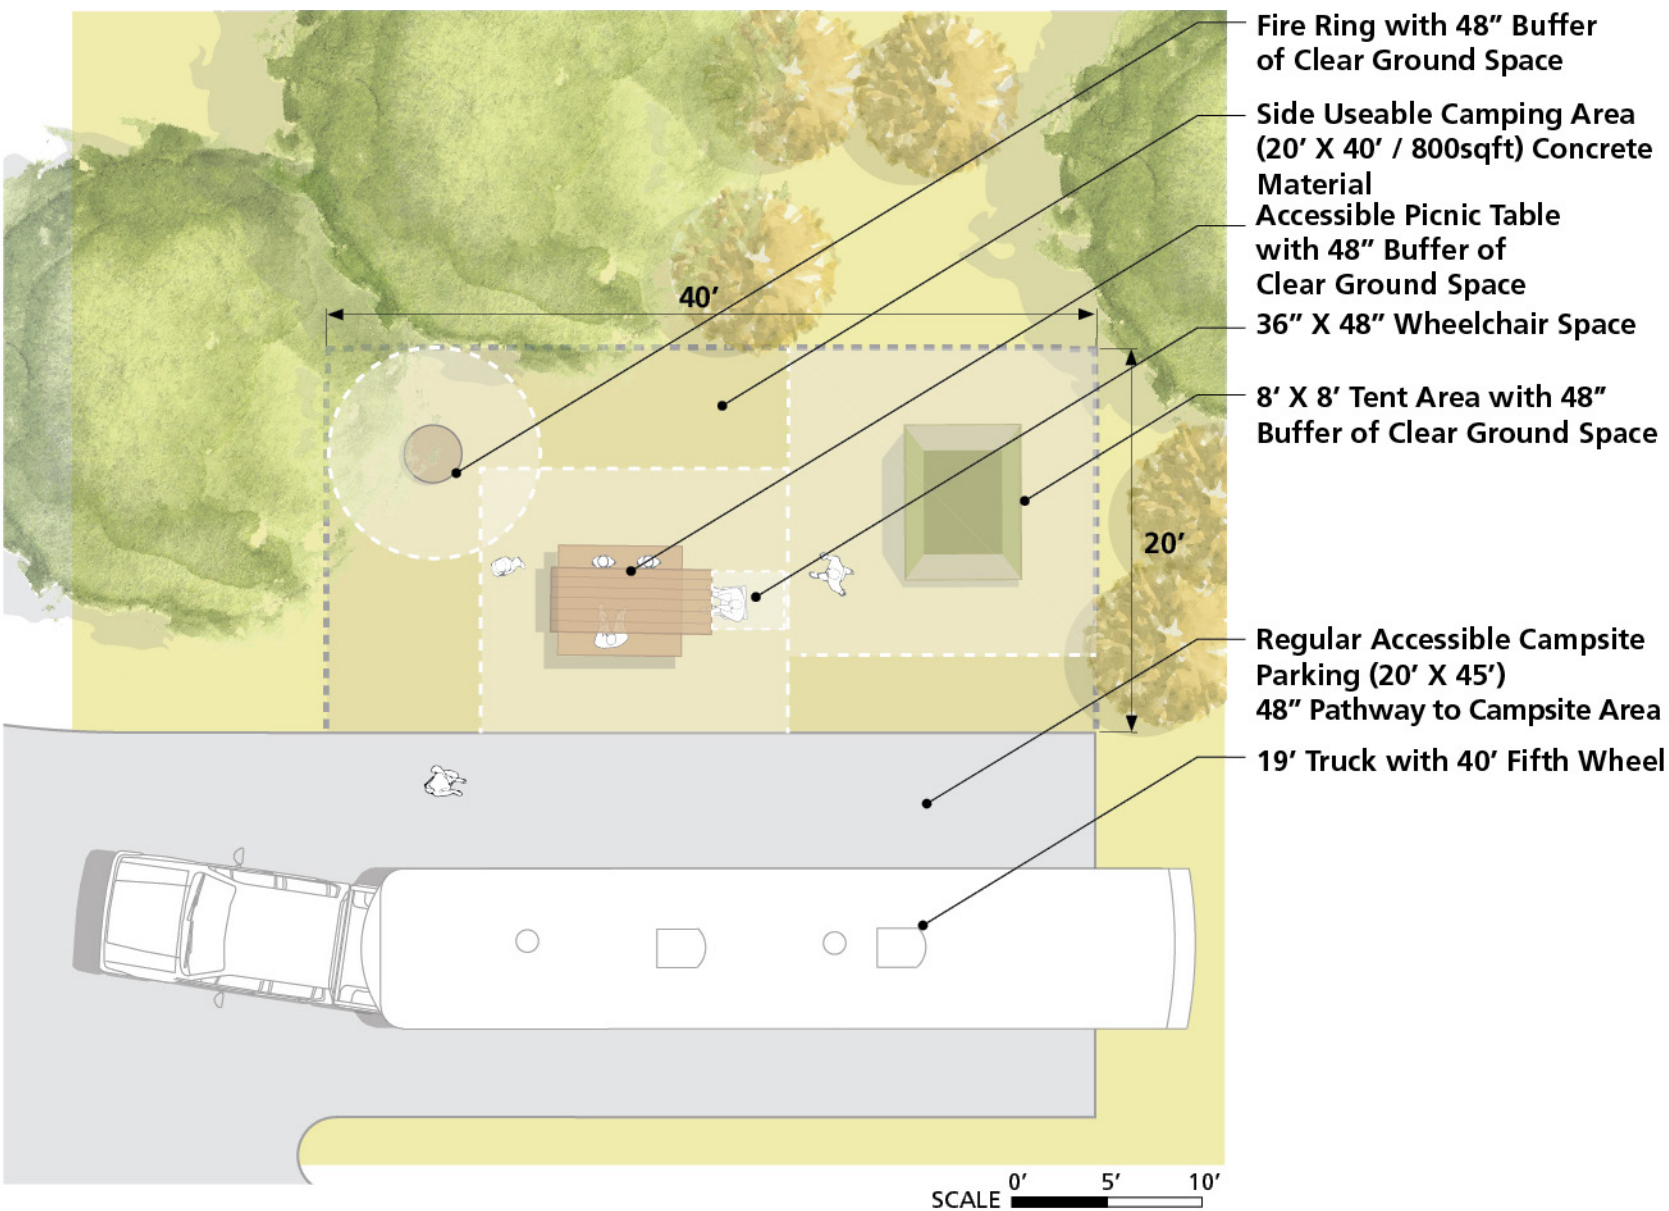 Fire Ring with 48” Buffer
of Clear Ground Space
Side Useable Camping Area
(20’ X 40’ / 800sqft) Concrete
Material
Accessible Picnic Table
with 48” Buffer of
Clear Ground Space
36” X 48” Wheelchair Space
8’ X 8’ Tent Area with 48”
Buffer of Clear Ground Space
40’
20’
Regular Accessible Campsite
Parking (20’ X 45’)
48” Pathway to Campsite Area
19’ Truck with 40’ Fifth Wheel
SCALE 0’ 5’ 10’